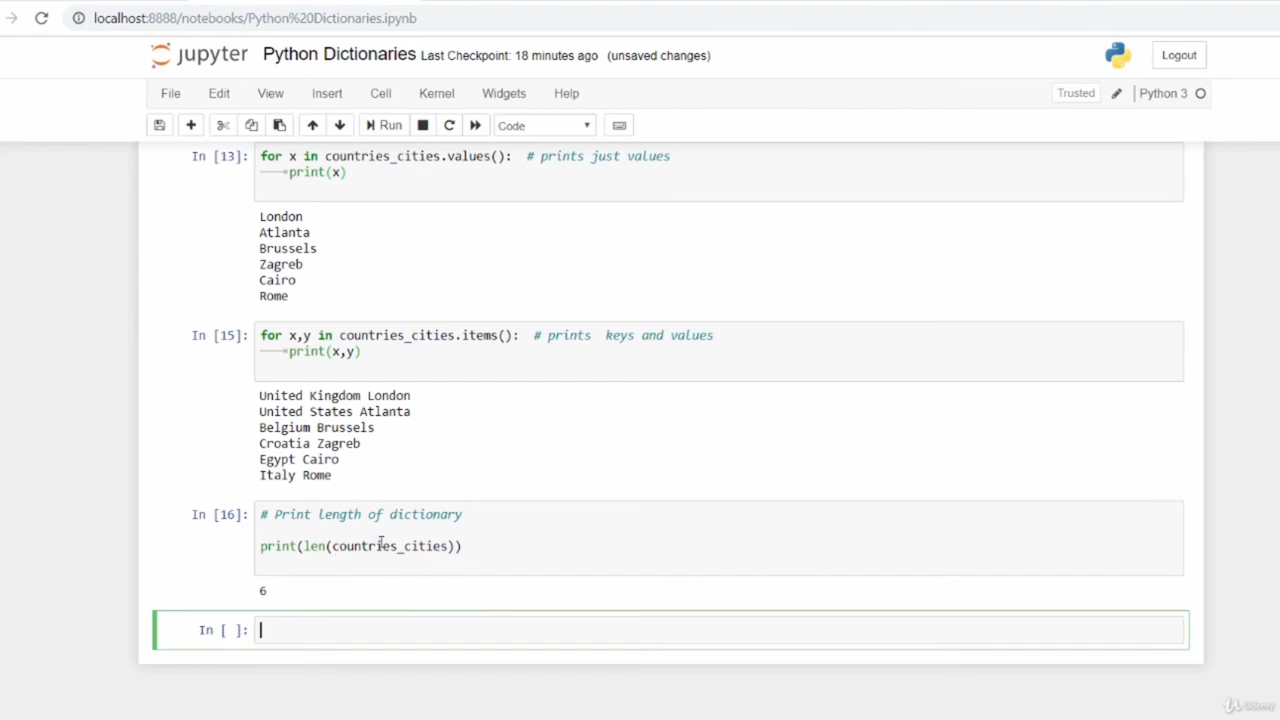 localhost:8888/notebooks/Python%20Dictionaries.ipynb
jupyter Python Dictionaries Last Checkpoint: 18 minutes ago (unsaved changes) Logout
File Edit View Insert Cell Kernel Widgets Help Trusted Python 3
Run Code
In [13]: for x in countries_cities.values():  # prints just values
print(x)
London
Atlanta
Brussels
Zagreb
Cairo
Rome
In [15]: for x,y in countries_cities.items():  # prints  keys and values
print(x,y)
United Kingdom London
United States Atlanta
Belgium Brussels
Croatia Zagreb
Egypt Cairo
Italy Rome
In [16]: # Print length of dictionary
print(len(countries_cities))
6
In [ ]:
Udemy